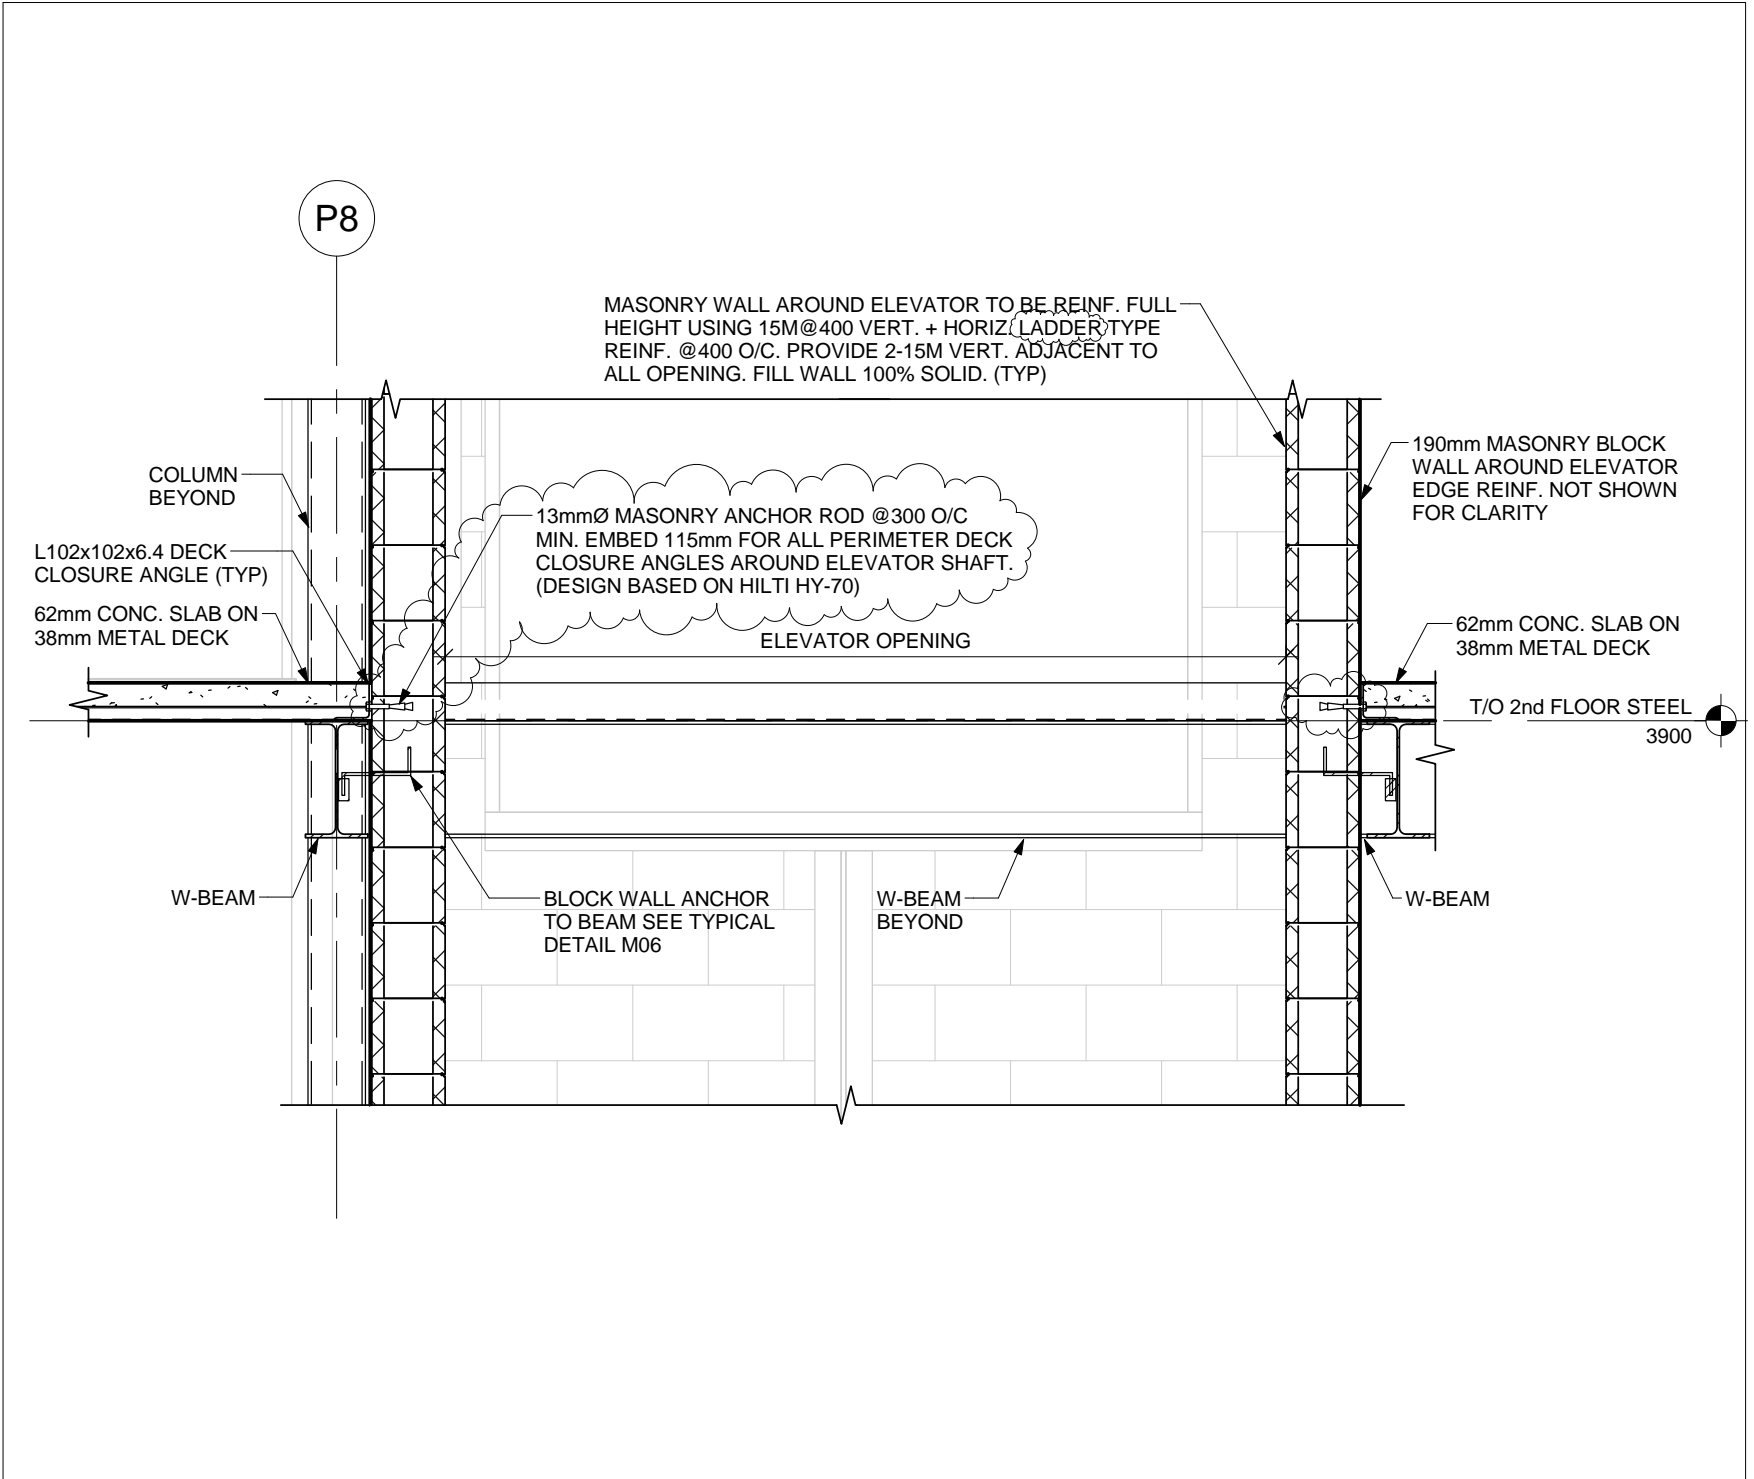 P8
MASONRY WALL AROUND ELEVATOR TO BE REINF. FULL
HEIGHT USING 15M@400 VERT. + HORIZ. LADDER TYPE
REINF. @400 O/C. PROVIDE 2-15M VERT. ADJACENT TO
ALL OPENING. FILL WALL 100% SOLID. (TYP)
COLUMN
BEYOND
L102x102x6.4 DECK
CLOSURE ANGLE (TYP)
62mm CONC. SLAB ON
38mm METAL DECK
13mmØ MASONRY ANCHOR ROD @300 O/C
MIN. EMBED 115mm FOR ALL PERIMETER DECK
CLOSURE ANGLES AROUND ELEVATOR SHAFT.
(DESIGN BASED ON HILTI HY-70)
ELEVATOR OPENING
190mm MASONRY BLOCK
WALL AROUND ELEVATOR
EDGE REINF. NOT SHOWN
FOR CLARITY
62mm CONC. SLAB ON
38mm METAL DECK
T/O 2nd FLOOR STEEL
3900
W-BEAM
BLOCK WALL ANCHOR
TO BEAM SEE TYPICAL
DETAIL M06
W-BEAM
BEYOND
W-BEAM